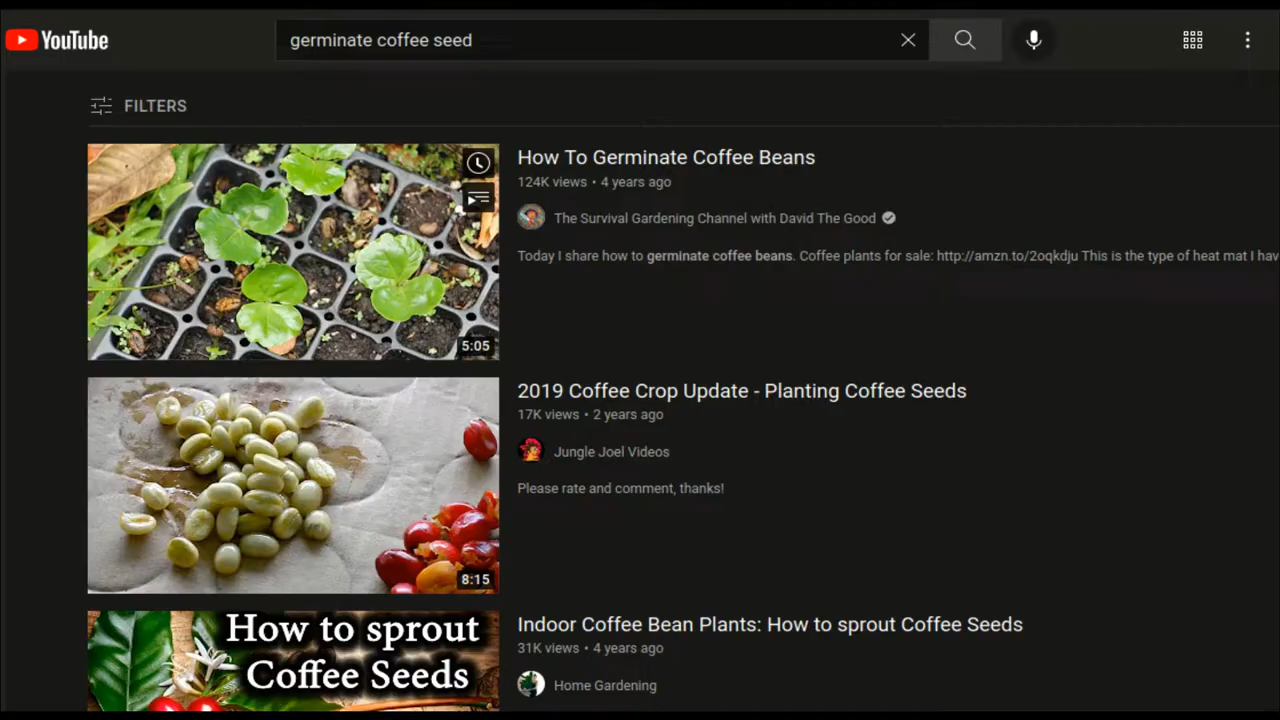 YouTube
germinate coffee seed
FILTERS
5:05
How To Germinate Coffee Beans
124K views • 4 years ago
The Survival Gardening Channel with David The Good
Today I share how to germinate coffee beans. Coffee plants for sale: http://amzn.to/2oqkdju This is the type of heat mat I hav
8:15
2019 Coffee Crop Update - Planting Coffee Seeds
17K views • 2 years ago
Jungle Joel Videos
Please rate and comment, thanks!
How to sprout
Coffee Seeds
Indoor Coffee Bean Plants: How to sprout Coffee Seeds
31K views • 4 years ago
Home Gardening